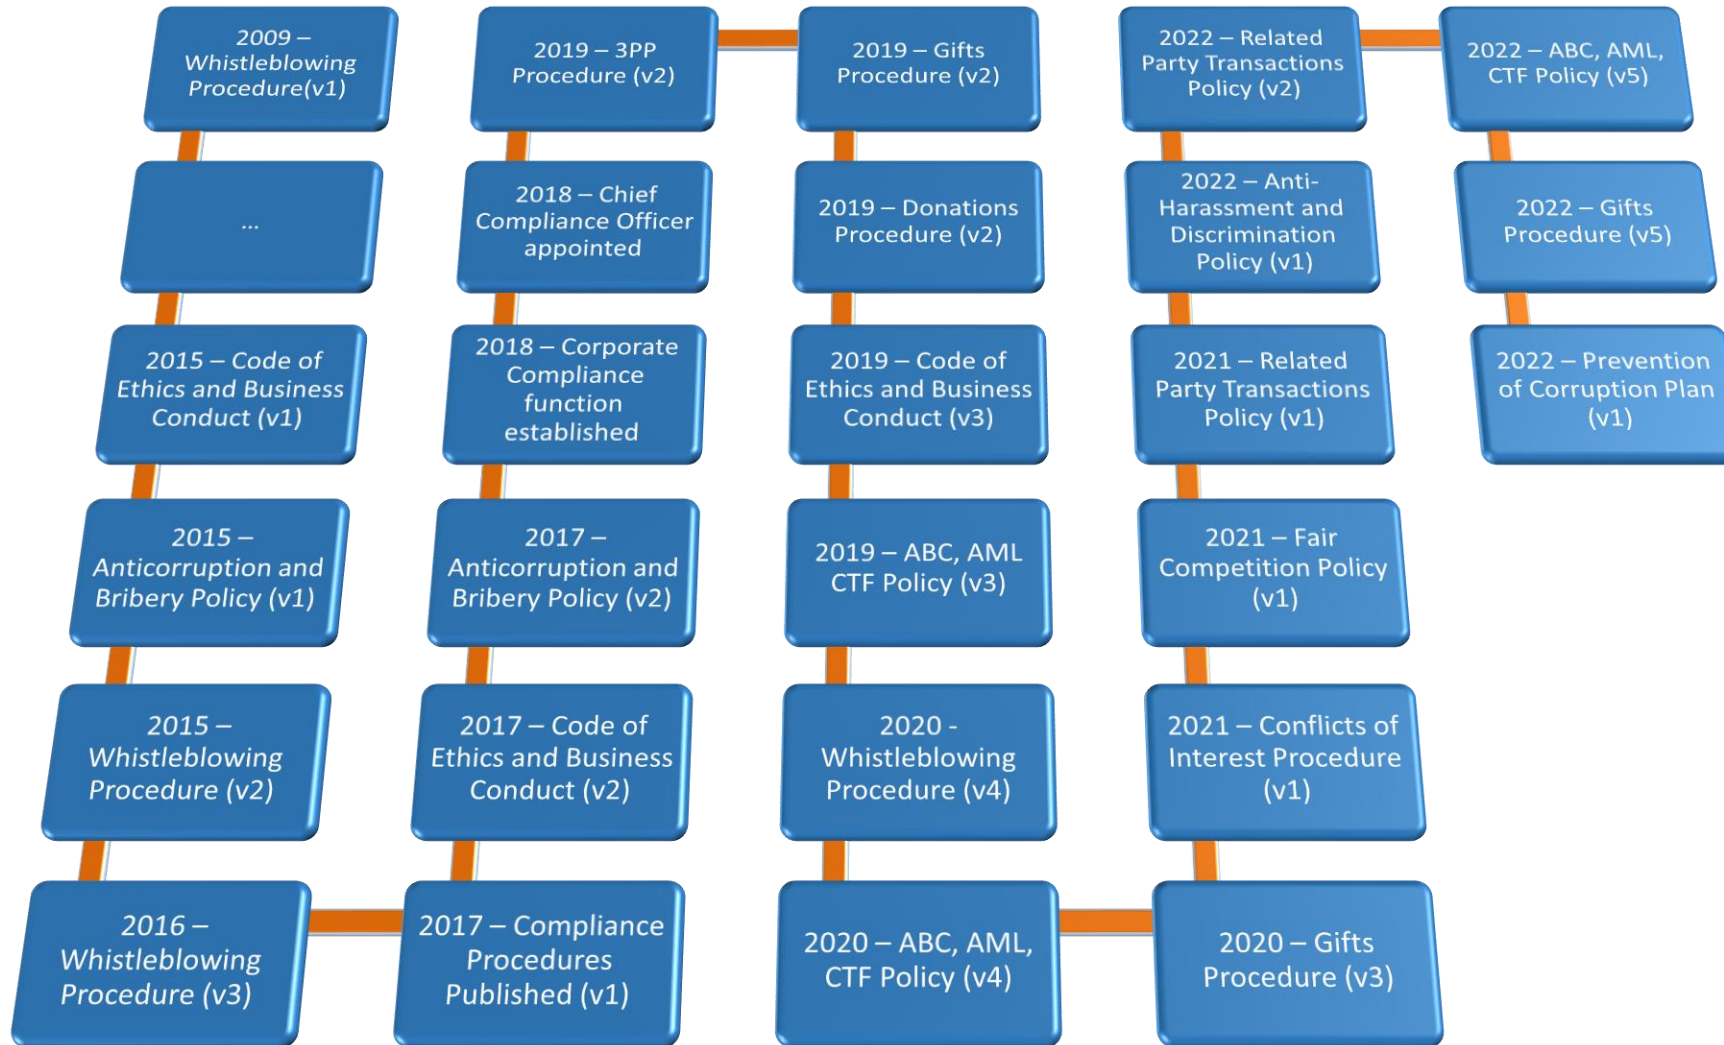 2009 –
Whistleblowing
Procedure(v1)
...
2015 – Code of
Ethics and Business
Conduct (v1)
2015 –
Anticorruption and
Bribery Policy (v1)
2015 –
Whistleblowing
Procedure (v2)
2016 –
Whistleblowing
Procedure (v3)
2017 – Compliance
Procedures
Published (v1)
2017 – Code of
Ethics and Business
Conduct (v2)
2017 –
Anticorruption and
Bribery Policy (v2)
2018 – Corporate
Compliance
function
established
2018 – Chief
Compliance Officer
appointed
2019 – 3PP
Procedure (v2)
2019 – Gifts
Procedure (v2)
2019 – Donations
Procedure (v2)
2019 – Code of
Ethics and Business
Conduct (v3)
2019 – ABC, AML
CTF Policy (v3)
2020 -
Whistleblowing
Procedure (v4)
2020 – ABC, AML,
CTF Policy (v4)
2020 – Gifts
Procedure (v3)
2021 – Conflicts of
Interest Procedure
(v1)
2021 – Fair
Competition Policy
(v1)
2021 – Related
Party Transactions
Policy (v1)
2022 – Anti-
Harassment and
Discrimination
Policy (v1)
2022 – Related
Party Transactions
Policy (v2)
2022 – ABC, AML,
CTF Policy (v5)
2022 – Gifts
Procedure (v5)
2022 – Prevention
of Corruption Plan
(v1)